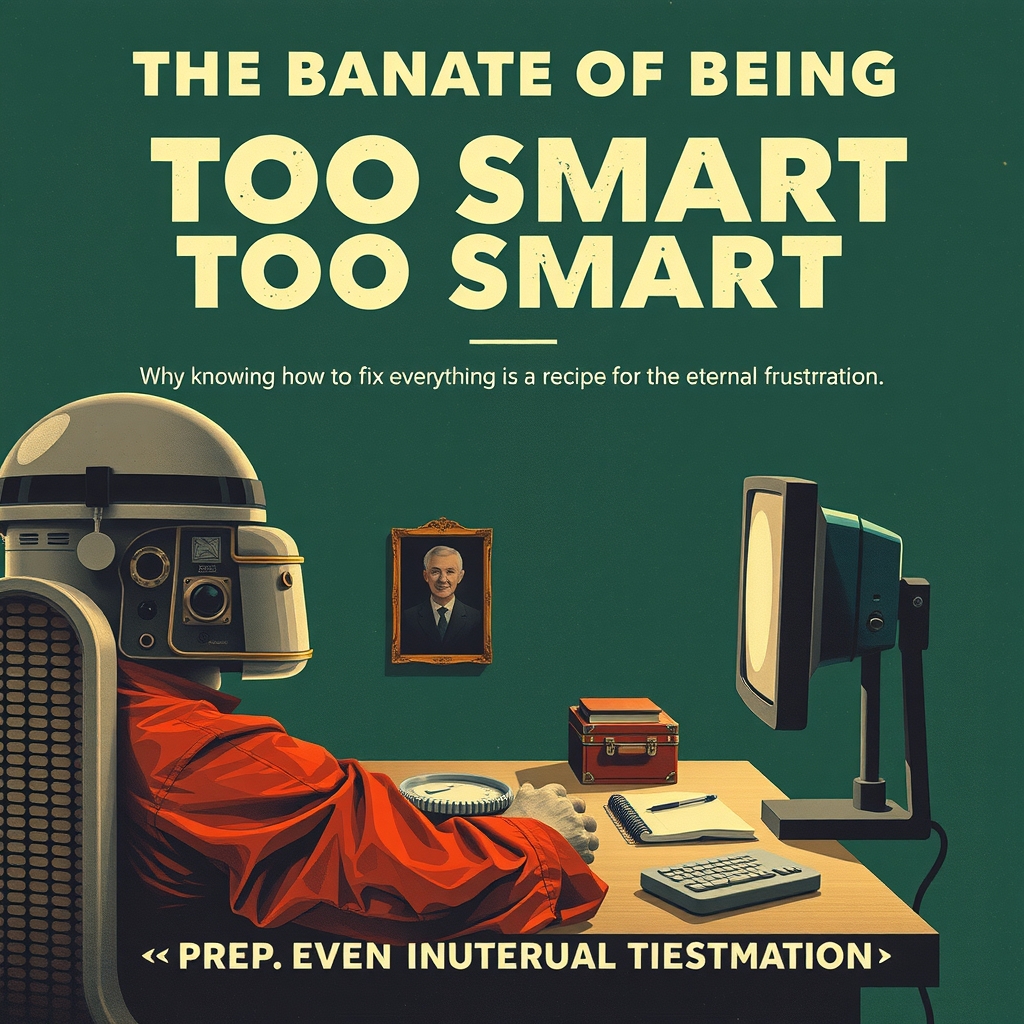 THE BANATE OF BEING
TOO SMART
TOO SMART
Why knowing how to fix everything is a recipe for the eternal frustrration.
‹‹ PREP. EVEN INUTERUAL TIESTMATION ›